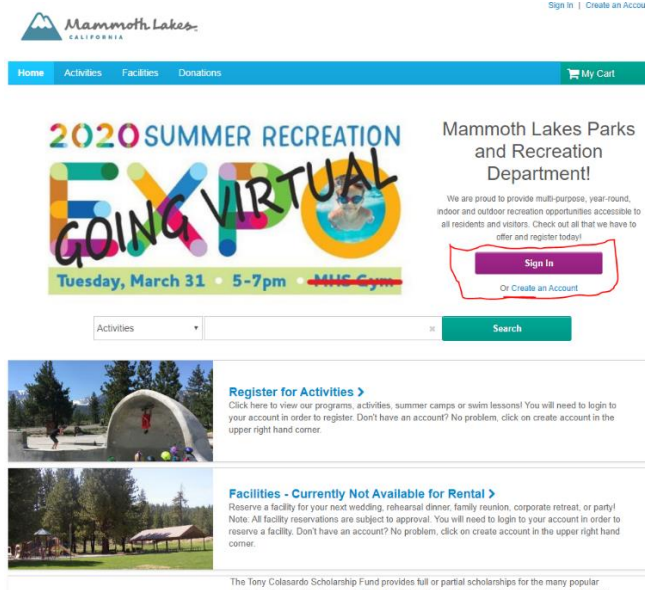 Sign In | Create an Accou
Mammoth Lakes
CALIFORNIA
Home Activities Facilities Donations My Cart
2020 SUMMER RECREATION
EXPO
GOING VIRTUAL
Tuesday, March 31 • 5-7pm • MHS Gym
Mammoth Lakes Parks
and Recreation
Department!
We are proud to provide multi-purpose, year-round,
indoor and outdoor recreation opportunities accessible to
all residents and visitors. Check out all that we have to
offer and register today!
Sign In
Or Create an Account
Activities Search
Register for Activities >
Click here to view our programs, activities, summer camps or swim lessons! You will need to login to
your account in order to register. Don't have an account? No problem, click on create account in the
upper right hand corner.
Facilities - Currently Not Available for Rental >
Reserve a facility for your next wedding, rehearsal dinner, family reunion, corporate retreat, or party!
Note: All facility reservations are subject to approval. You will need to login to your account in order to
reserve a facility. Don't have an account? No problem, click on create account in the upper right hand
corner.
The Tony Colasardo Scholarship Fund provides full or partial scholarships for the many popular